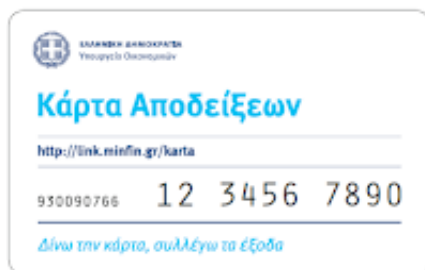 ΕΛΛΗΝΙΚΗ ΔΗΜΟΚΡΑΤΙΑ
Υπουργείο Οικονομικών
Κάρτα Αποδείξεων
http://link.minfin.gr/karta
930090766 12 3456 7890
Δίνω την κάρτα, συλλέγω τα έξοδα